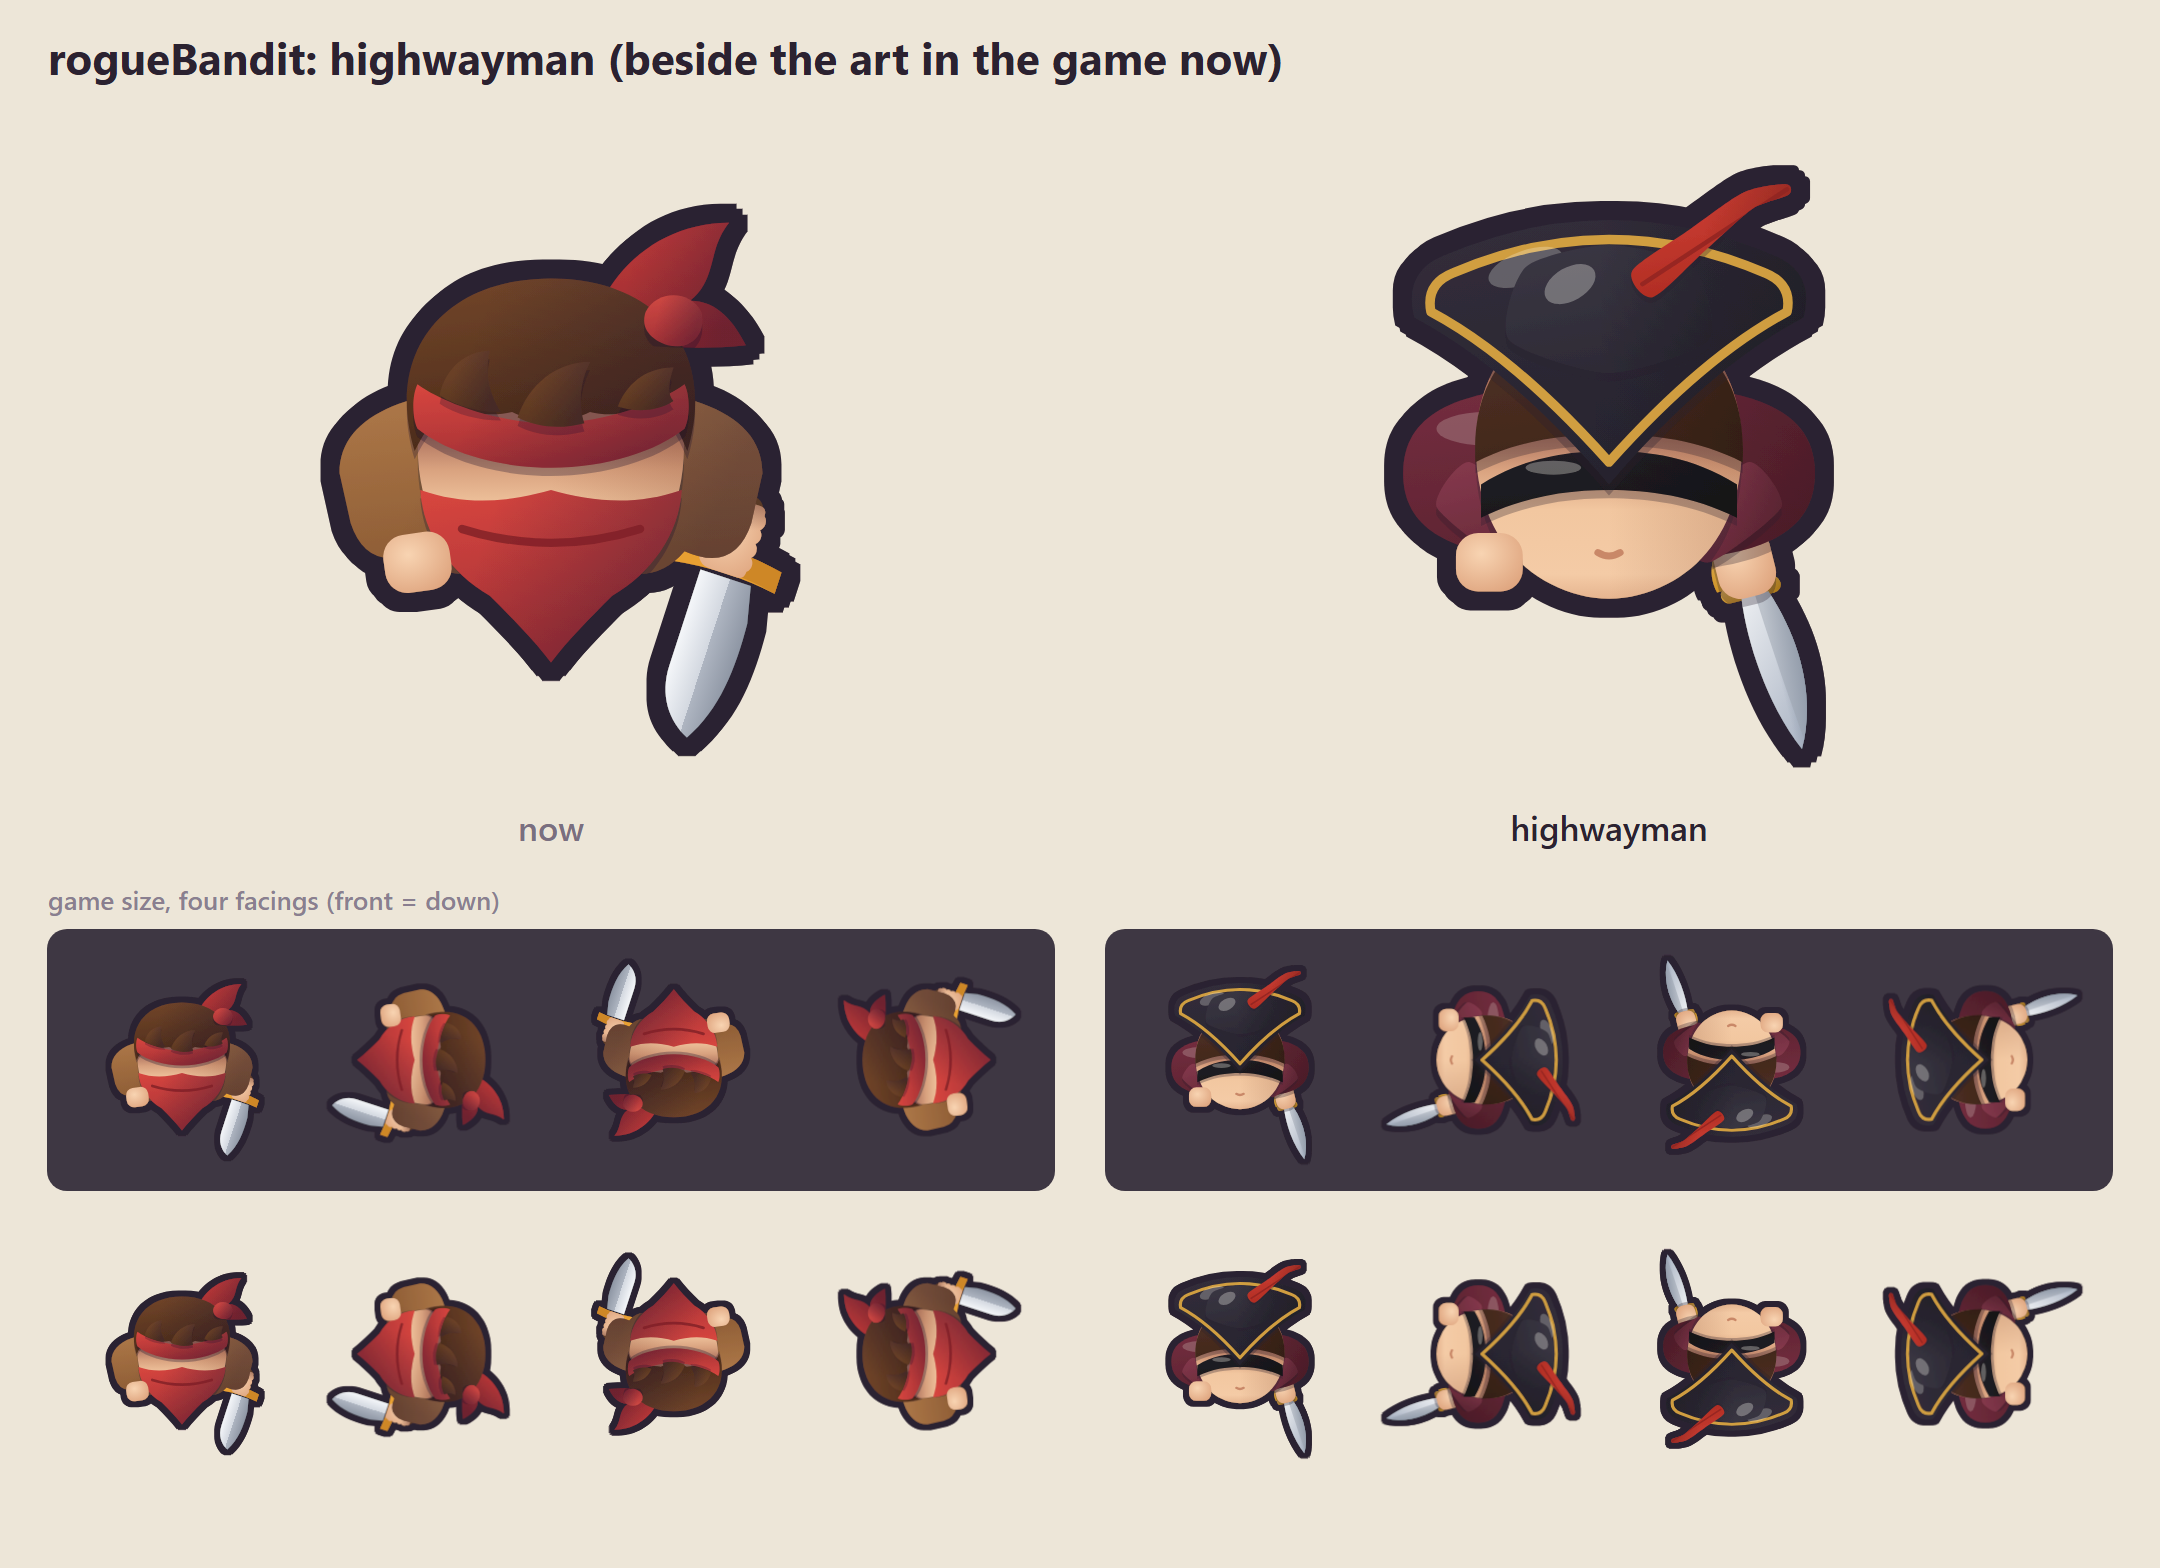 rogueBandit: highwayman (beside the art in the game now)
now
highwayman
game size, four facings (front = down)